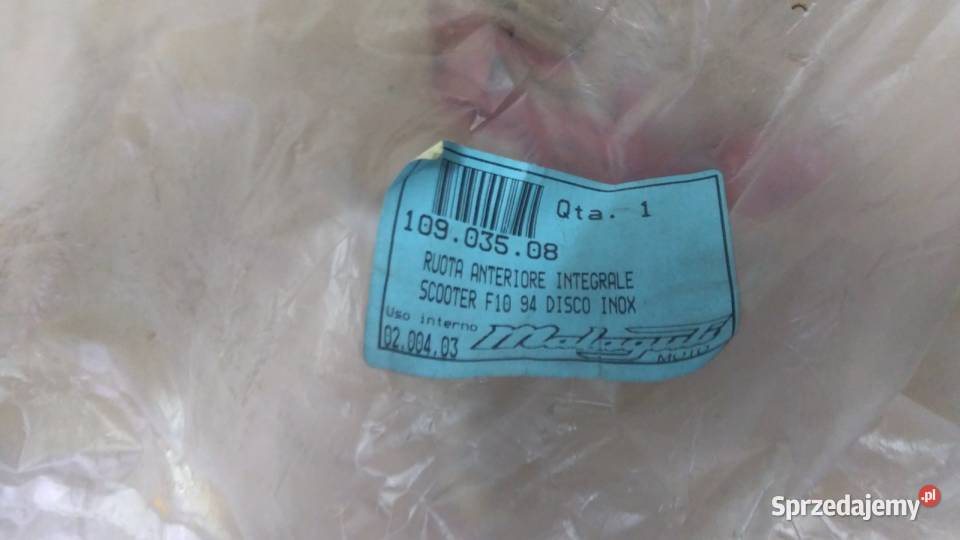 Qta. 1
109.035.08
RUOTA ANTERIORE INTEGRALE
SCOOTER F10 94 DISCO INOX
Uso interno
02.004.03
Malaguti
MOTO
Sprzedajemy.pl